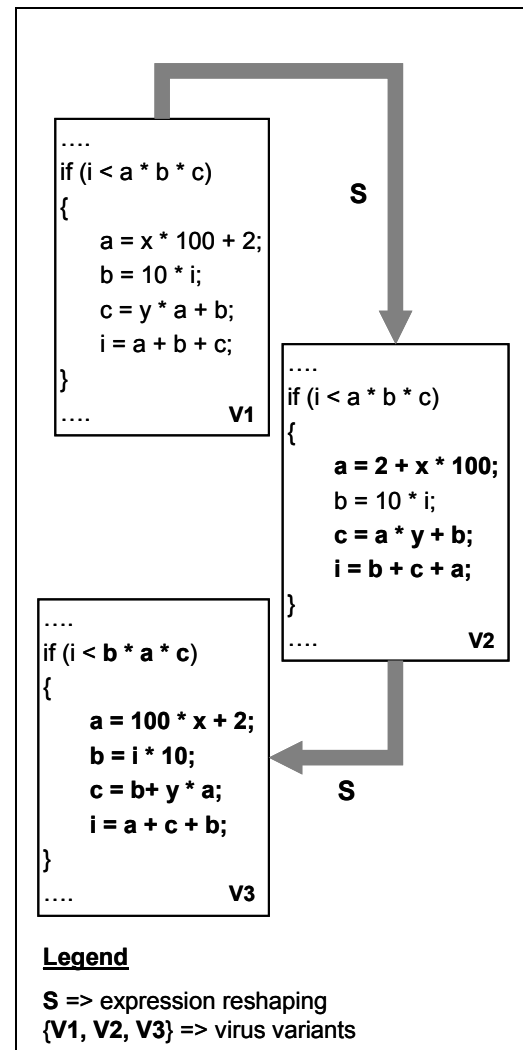 ....
if (i < a * b * c)
{
a = x * 100 + 2;
b = 10 * i;
c = y * a + b;
i = a + b + c;
}
.... V1
S
....
if (i < a * b * c)
{
a = 2 + x * 100;
b = 10 * i;
c = a * y + b;
i = b + c + a;
}
.... V2
S
....
if (i < b * a * c)
{
a = 100 * x + 2;
b = i * 10;
c = b+ y * a;
i = a + c + b;
}
.... V3
Legend
S => expression reshaping
{V1, V2, V3} => virus variants